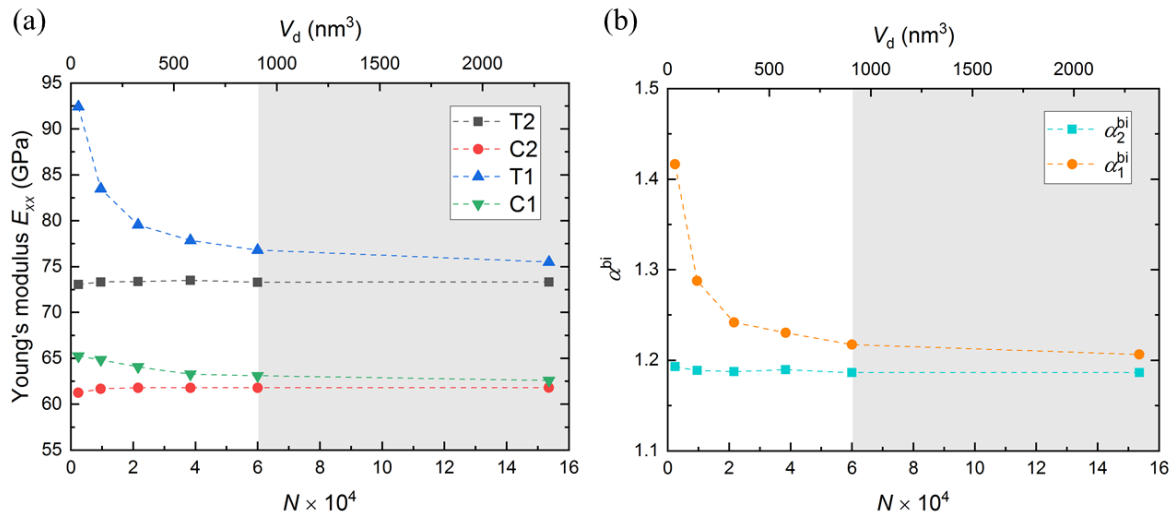 (a)
V_d (nm³)
0 500 1000 1500 2000
Young's modulus E_xx (GPa)
95
90
85
80
75
70
65
60
55
T2
C2
T1
C1
0 2 4 6 8 10 12 14 16
N × 10⁴
(b)
V_d (nm³)
0 500 1000 1500 2000
α^bi
1.5
1.4
1.3
1.2
1.1
α₂^bi
α₁^bi
0 2 4 6 8 10 12 14 16
N × 10⁴